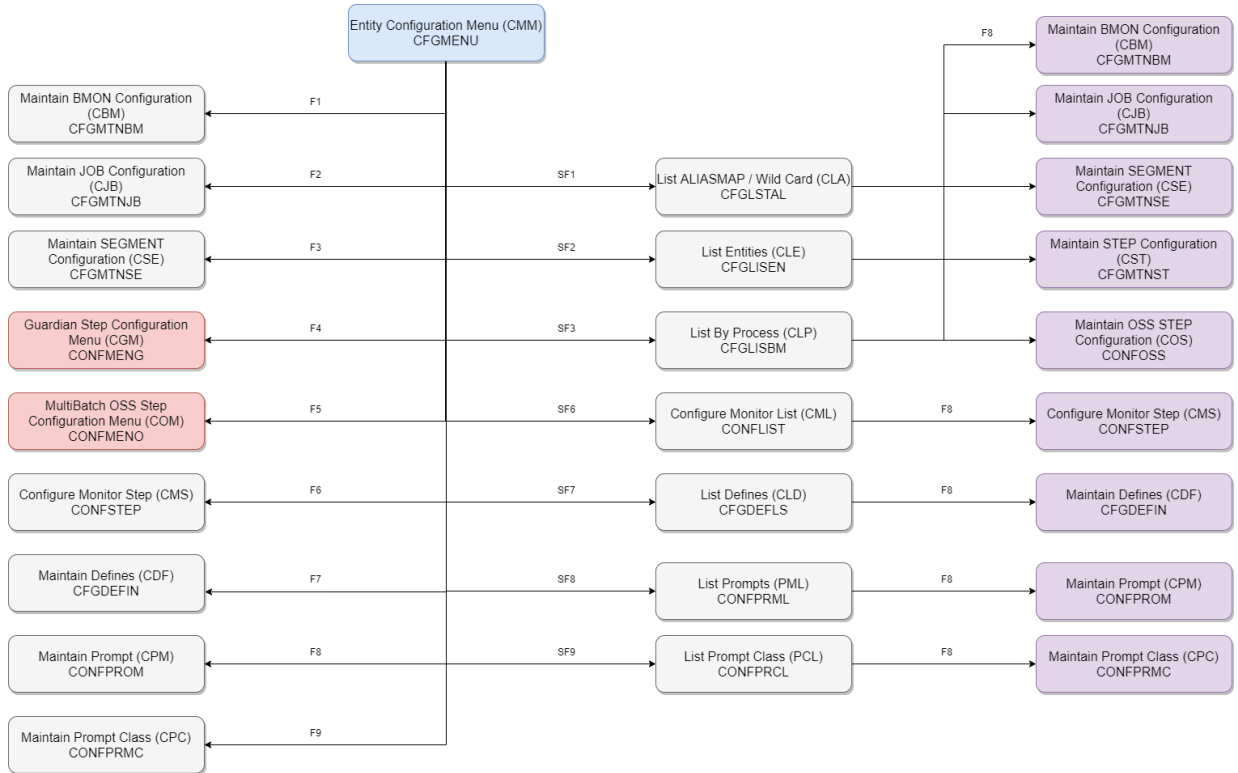 Entity Configuration Menu (CMM)
CFGMENU
F8
Maintain BMON Configuration
(CBM)
CFGMTNBM
Maintain BMON Configuration
(CBM)
CFGMTNBM
F1
Maintain JOB Configuration
(CJB)
CFGMTNJB
Maintain JOB Configuration
(CJB)
CFGMTNJB
F2
SF1
List ALIASMAP / Wild Card (CLA)
CFGLSTAL
Maintain SEGMENT
Configuration (CSE)
CFGMTNSE
Maintain SEGMENT
Configuration (CSE)
CFGMTNSE
F3
SF2
List Entities (CLE)
CFGLISEN
Maintain STEP Configuration
(CST)
CFGMTNST
Guardian Step Configuration
Menu (CGM)
CONFMENG
F4
SF3
List By Process (CLP)
CFGLISBM
Maintain OSS STEP
Configuration (COS)
CONFOSS
MultiBatch OSS Step
Configuration Menu (COM)
CONFMENO
F5
SF6
Configure Monitor List (CML)
CONFLIST
F8
Configure Monitor Step (CMS)
CONFSTEP
Configure Monitor Step (CMS)
CONFSTEP
F6
SF7
List Defines (CLD)
CFGDEFLS
F8
Maintain Defines (CDF)
CFGDEFIN
Maintain Defines (CDF)
CFGDEFIN
F7
SF8
List Prompts (PML)
CONFPRML
F8
Maintain Prompt (CPM)
CONFPROM
Maintain Prompt (CPM)
CONFPROM
F8
SF9
List Prompt Class (PCL)
CONFPRCL
F8
Maintain Prompt Class (CPC)
CONFPRMC
Maintain Prompt Class (CPC)
CONFPRMC
F9